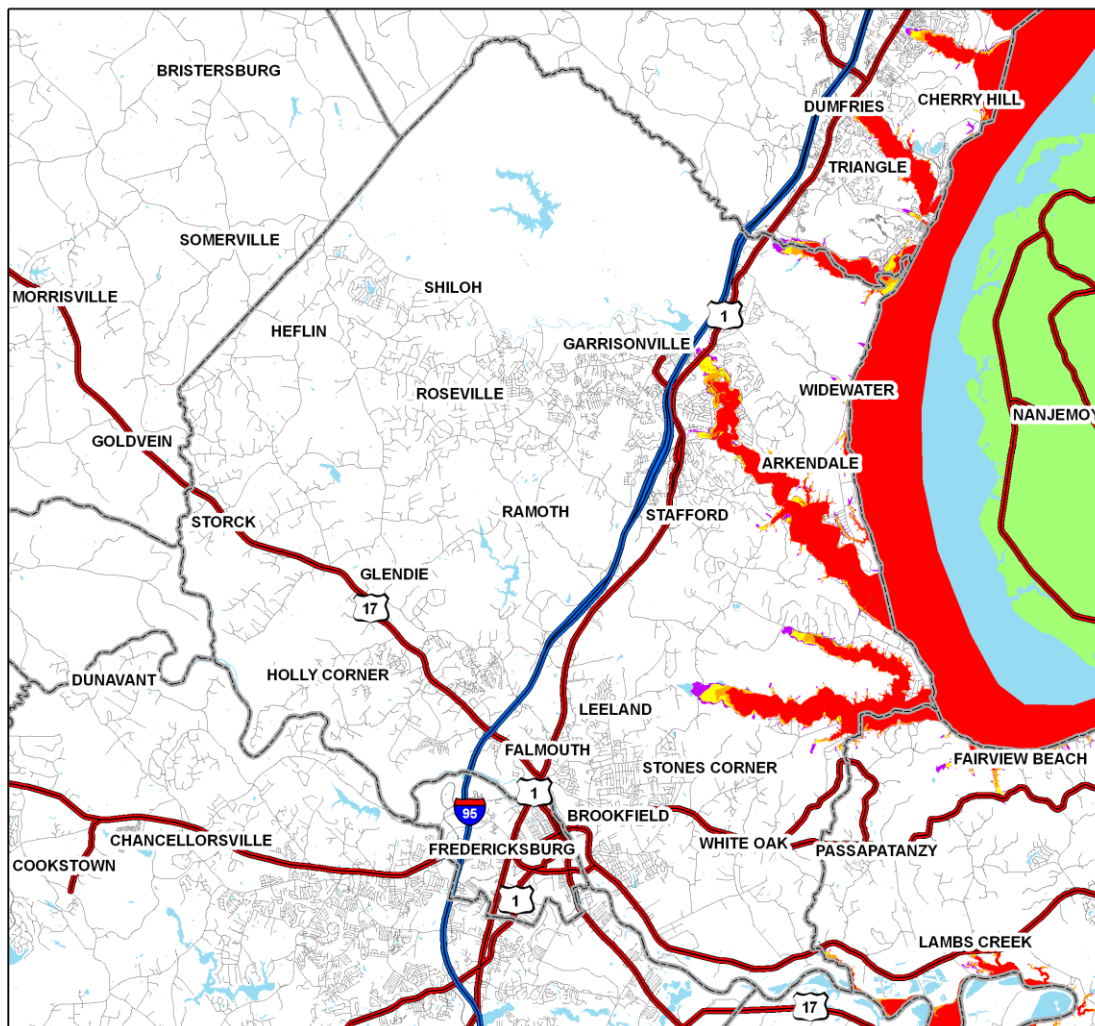 BRISTERSBURG
CHERRY HILL
DUMFRIES
TRIANGLE
SOMERVILLE
SHILOH
MORRISVILLE
1
HEFLIN
GARRISONVILLE
WIDEWATER
ROSEVILLE
NANJEMOY
GOLDVEIN
ARKENDALE
RAMOTH
STAFFORD
STORCK
GLENDIE
17
HOLLY CORNER
DUNAVANT
LEELAND
FALMOUTH
STONES CORNER
FAIRVIEW BEACH
1
95
BROOKFIELD
CHANCELLORSVILLE
WHITE OAK
FREDERICKSBURG
PASSAPATANZY
COOKSTOWN
1
LAMBS CREEK
17